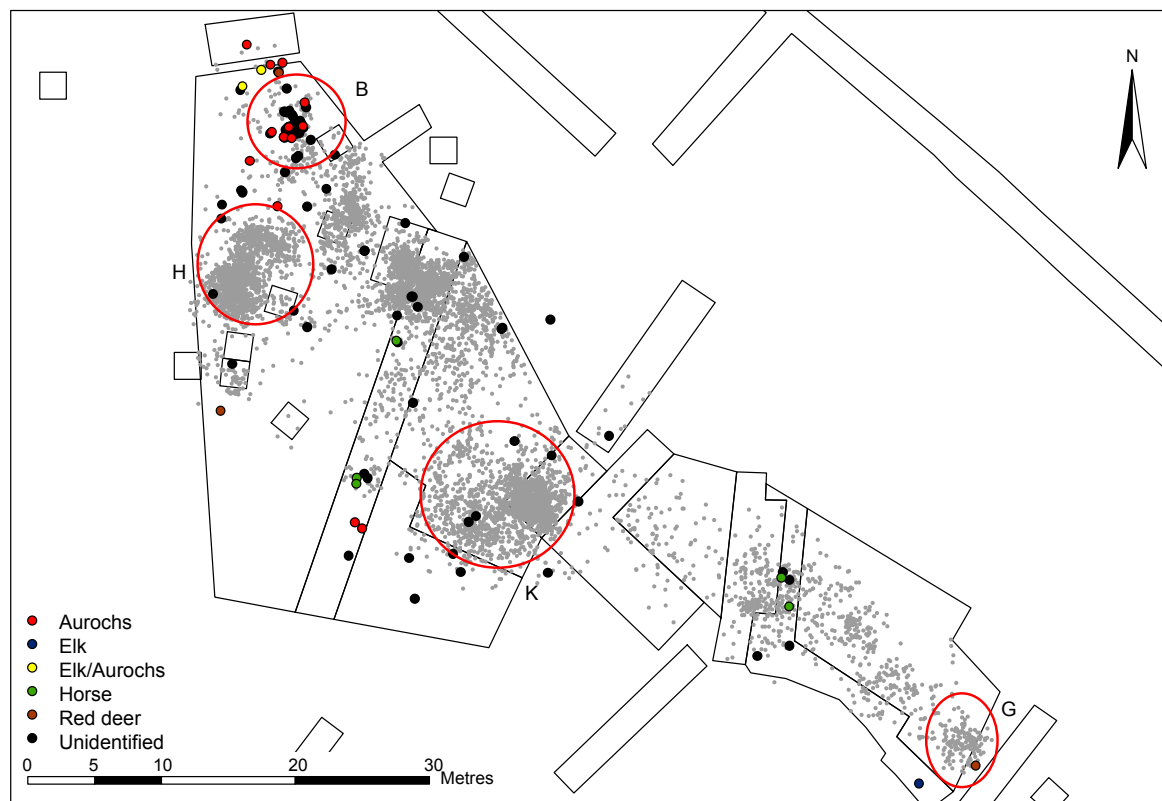 N
B
H
K
G
Aurochs
Elk
Elk/Aurochs
Horse
Red deer
Unidentified
0 5 10 20 30 Metres